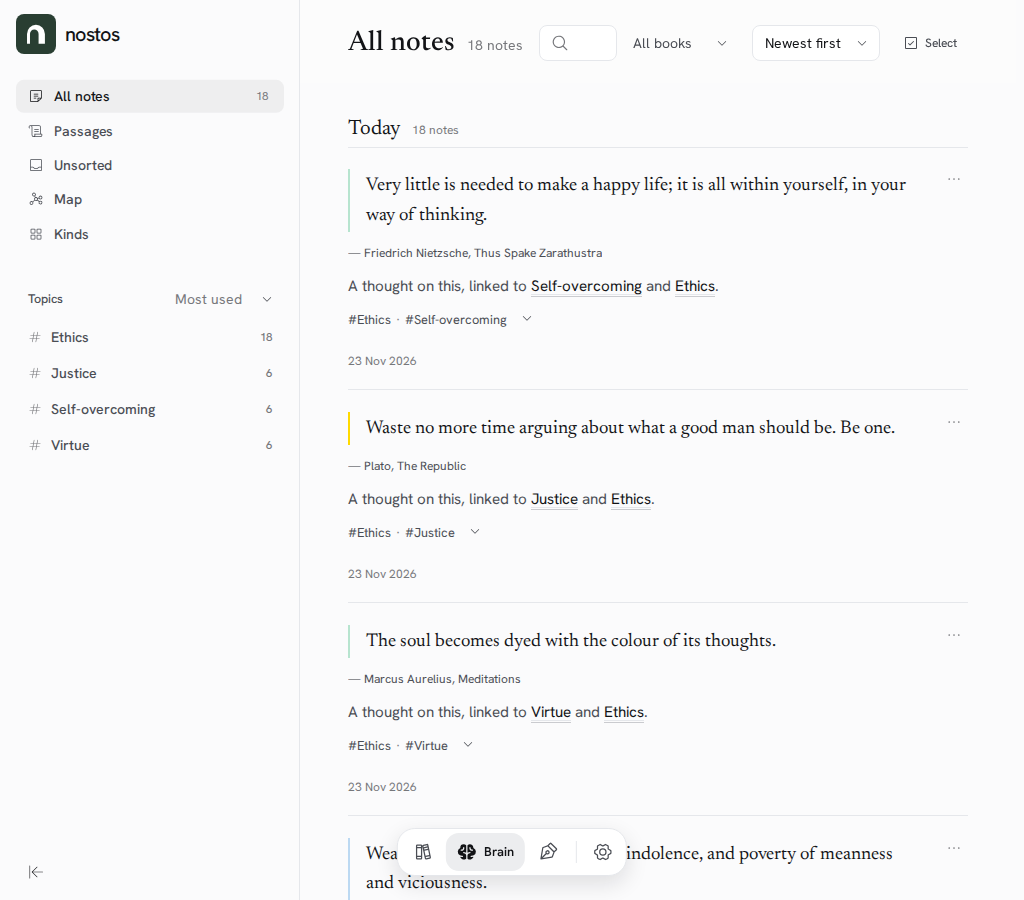 nostos
All notes 18
Passages
Unsorted
Map
Kinds
Topics Most used
# Ethics 18
# Justice 6
# Self-overcoming 6
# Virtue 6
All notes 18 notes All books Newest first Select
Today 18 notes
Very little is needed to make a happy life; it is all within yourself, in your
way of thinking.
— Friedrich Nietzsche, Thus Spake Zarathustra
A thought on this, linked to Self-overcoming and Ethics.
#Ethics · #Self-overcoming
23 Nov 2026
Waste no more time arguing about what a good man should be. Be one.
— Plato, The Republic
A thought on this, linked to Justice and Ethics.
#Ethics · #Justice
23 Nov 2026
The soul becomes dyed with the colour of its thoughts.
— Marcus Aurelius, Meditations
A thought on this, linked to Virtue and Ethics.
#Ethics · #Virtue
23 Nov 2026
indolence, and poverty of meanness
and viciousness.
Brain